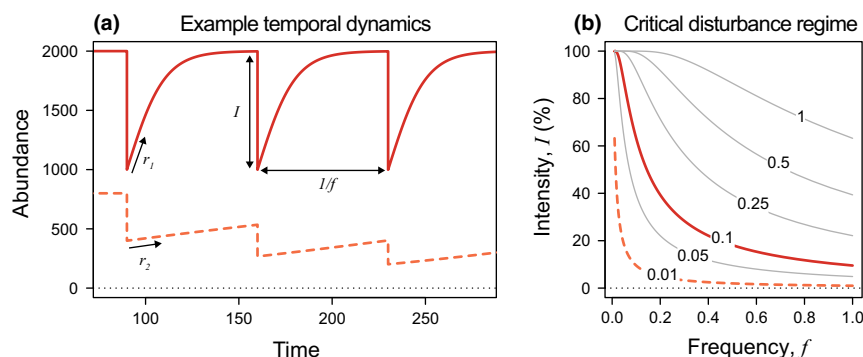 (a) Example temporal dynamics
Abundance
2000
1500
1000
500
0
100
150
200
250
Time
r1
r2
I
1/f
(b) Critical disturbance regime
Intensity, I (%)
100
80
60
40
20
0
0.0
0.2
0.4
0.6
0.8
1.0
Frequency, f
1
0.5
0.25
0.1
0.05
0.01